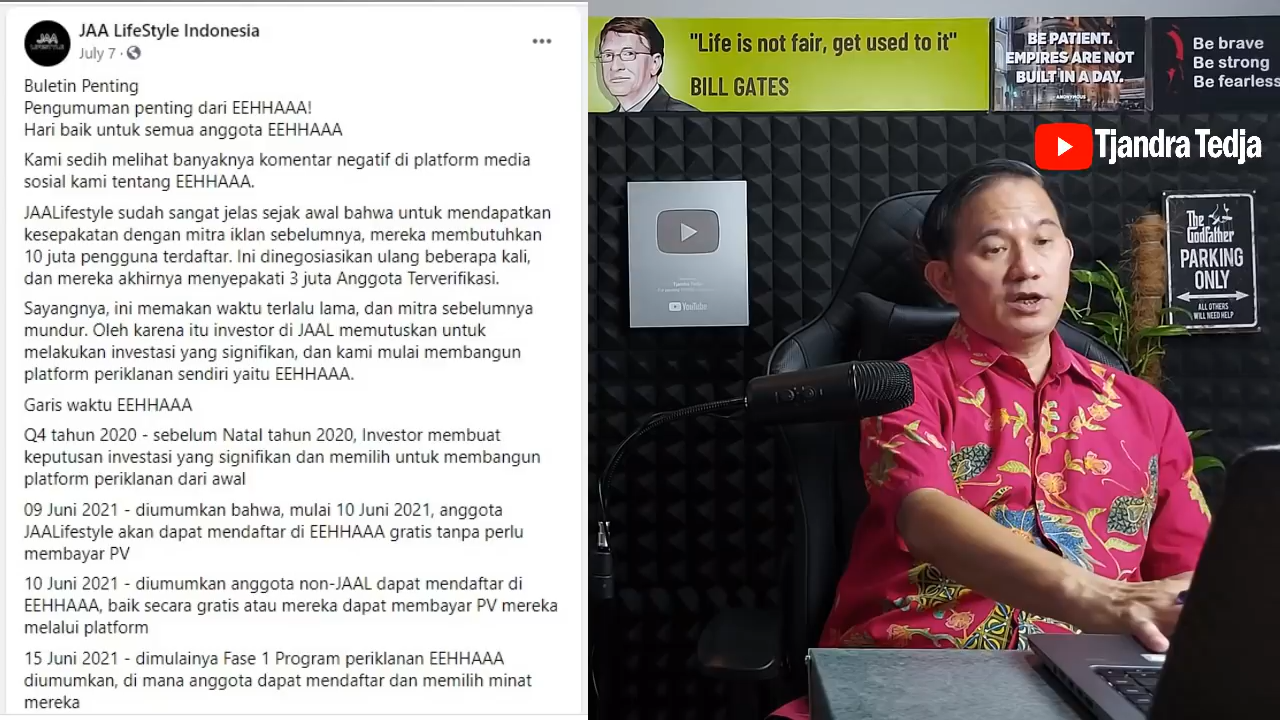 JAA LifeStyle Indonesia
July 7 ·
JAA
LIFESTYLE
Buletin Penting
Pengumuman penting dari EEHHAAA!
Hari baik untuk semua anggota EEHHAAA
Kami sedih melihat banyaknya komentar negatif di platform media
sosial kami tentang EEHHAAA.
JAALifestyle sudah sangat jelas sejak awal bahwa untuk mendapatkan
kesepakatan dengan mitra iklan sebelumnya, mereka membutuhkan
10 juta pengguna terdaftar. Ini dinegosiasikan ulang beberapa kali,
dan mereka akhirnya menyepakati 3 juta Anggota Terverifikasi.
Sayangnya, ini memakan waktu terlalu lama, dan mitra sebelumnya
mundur. Oleh karena itu investor di JAAL memutuskan untuk
melakukan investasi yang signifikan, dan kami mulai membangun
platform periklanan sendiri yaitu EEHHAAA.
Garis waktu EEHHAAA
Q4 tahun 2020 - sebelum Natal tahun 2020, Investor membuat
keputusan investasi yang signifikan dan memilih untuk membangun
platform periklanan dari awal
09 Juni 2021 - diumumkan bahwa, mulai 10 Juni 2021, anggota
JAALifestyle akan dapat mendaftar di EEHHAAA gratis tanpa perlu
membayar PV
10 Juni 2021 - diumumkan anggota non-JAAL dapat mendaftar di
EEHHAAA, baik secara gratis atau mereka dapat membayar PV mereka
melalui platform
15 Juni 2021 - dimulainya Fase 1 Program periklanan EEHHAAA
diumumkan, di mana anggota dapat mendaftar dan memilih minat
mereka
"Life is not fair, get used to it"
BILL GATES
BE PATIENT.
EMPIRES ARE NOT
BUILT IN A DAY.
ANONYMOUS
Be brave
Be strong
Be fearless
Tjandra Tedja
Tjandra Tedja
YouTube
The
Godfather
PARKING
ONLY
ALL OTHERS
WILL NEED HELP